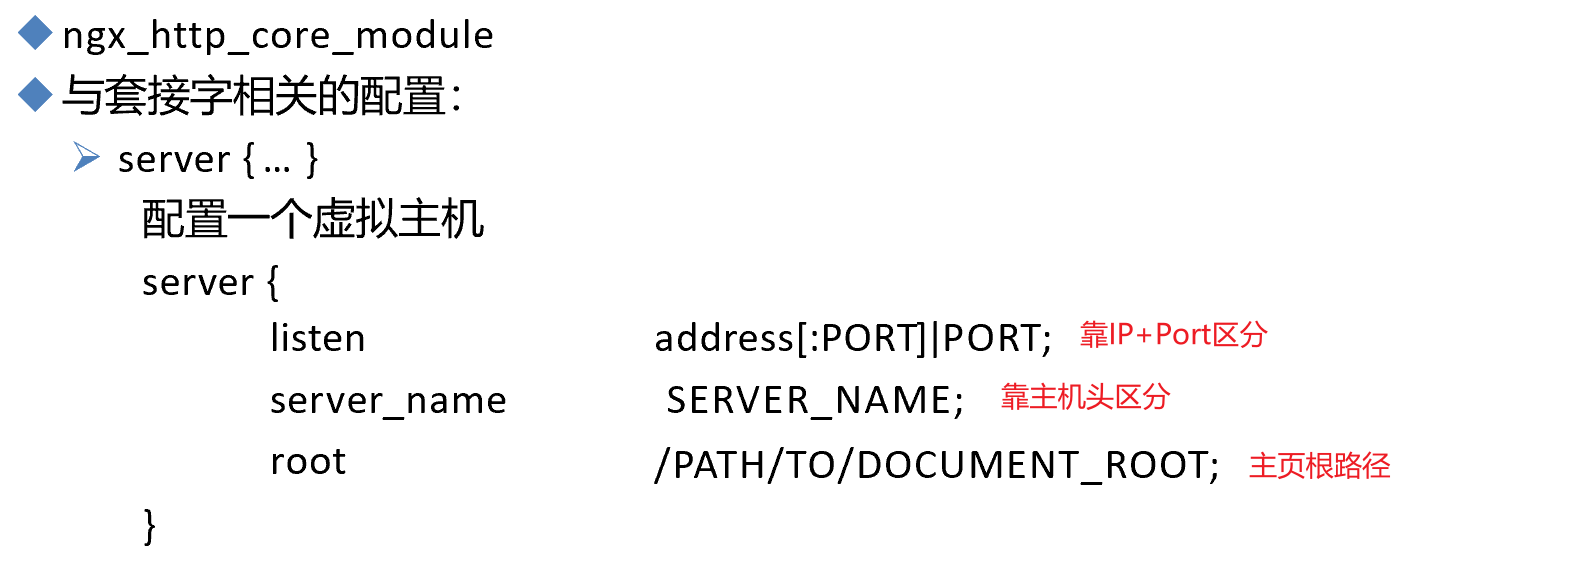 ngx_http_core_module
与套接字相关的配置：
server { … }
配置一个虚拟主机
server {
listen address[:PORT]|PORT; 靠IP+Port区分
server_name SERVER_NAME; 靠主机头区分
root /PATH/TO/DOCUMENT_ROOT; 主页根路径
}